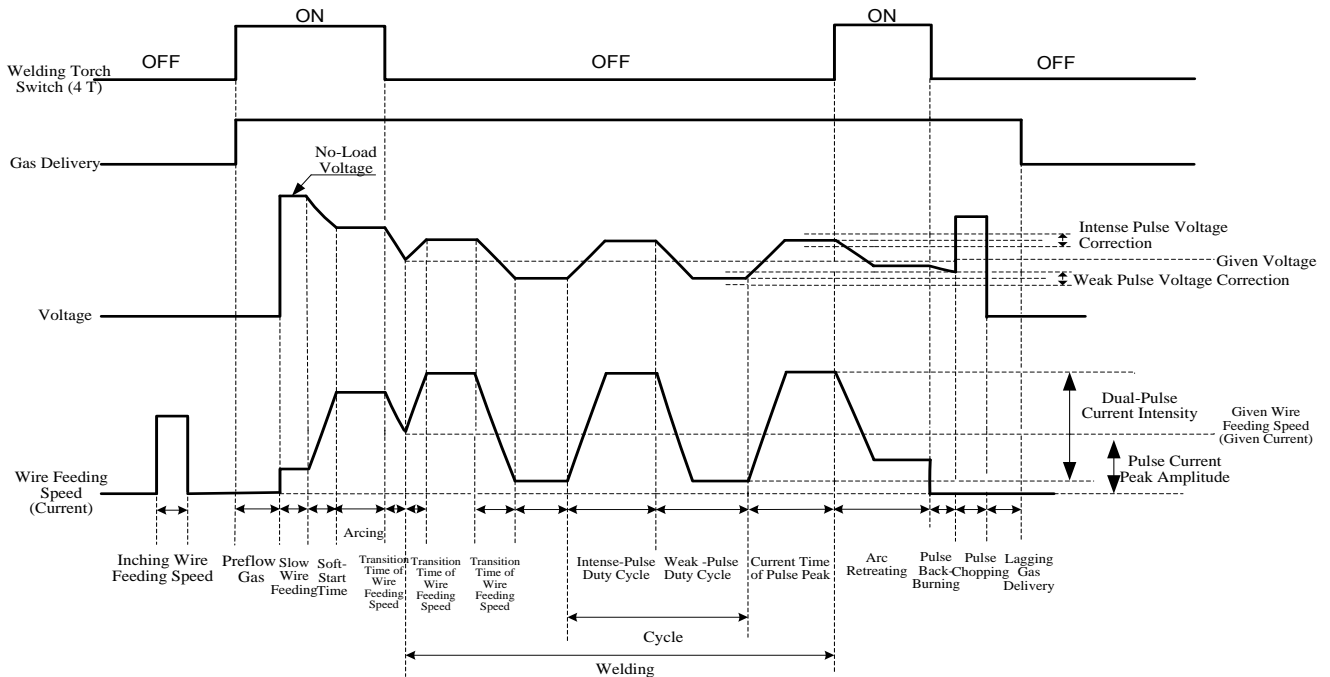 ON
ON
OFF
OFF
OFF
Welding Torch
Switch (4 T)
Gas Delivery
No-Load
Voltage
Intense Pulse Voltage
Correction
Given Voltage
Weak Pulse Voltage Correction
Voltage
Dual-Pulse
Current Intensity
Given Wire
Feeding Speed
(Given Current)
Pulse Current
Peak Amplitude
Wire Feeding
Speed
(Current)
Inching Wire
Feeding Speed
Preflow
Gas
Slow
Wire
Feeding
Soft-
Start
Time
Arcing
Transition
Time of
Wire
Feeding
Speed
Transition
Time of
Wire
Feeding
Speed
Transition
Time of
Wire
Feeding
Speed
Intense-Pulse
Duty Cycle
Weak -Pulse
Duty Cycle
Current Time
of Pulse Peak
Arc
Retreating
Pulse
Back-
Burning
Pulse
Chopping
Lagging
Gas
Delivery
Cycle
Welding